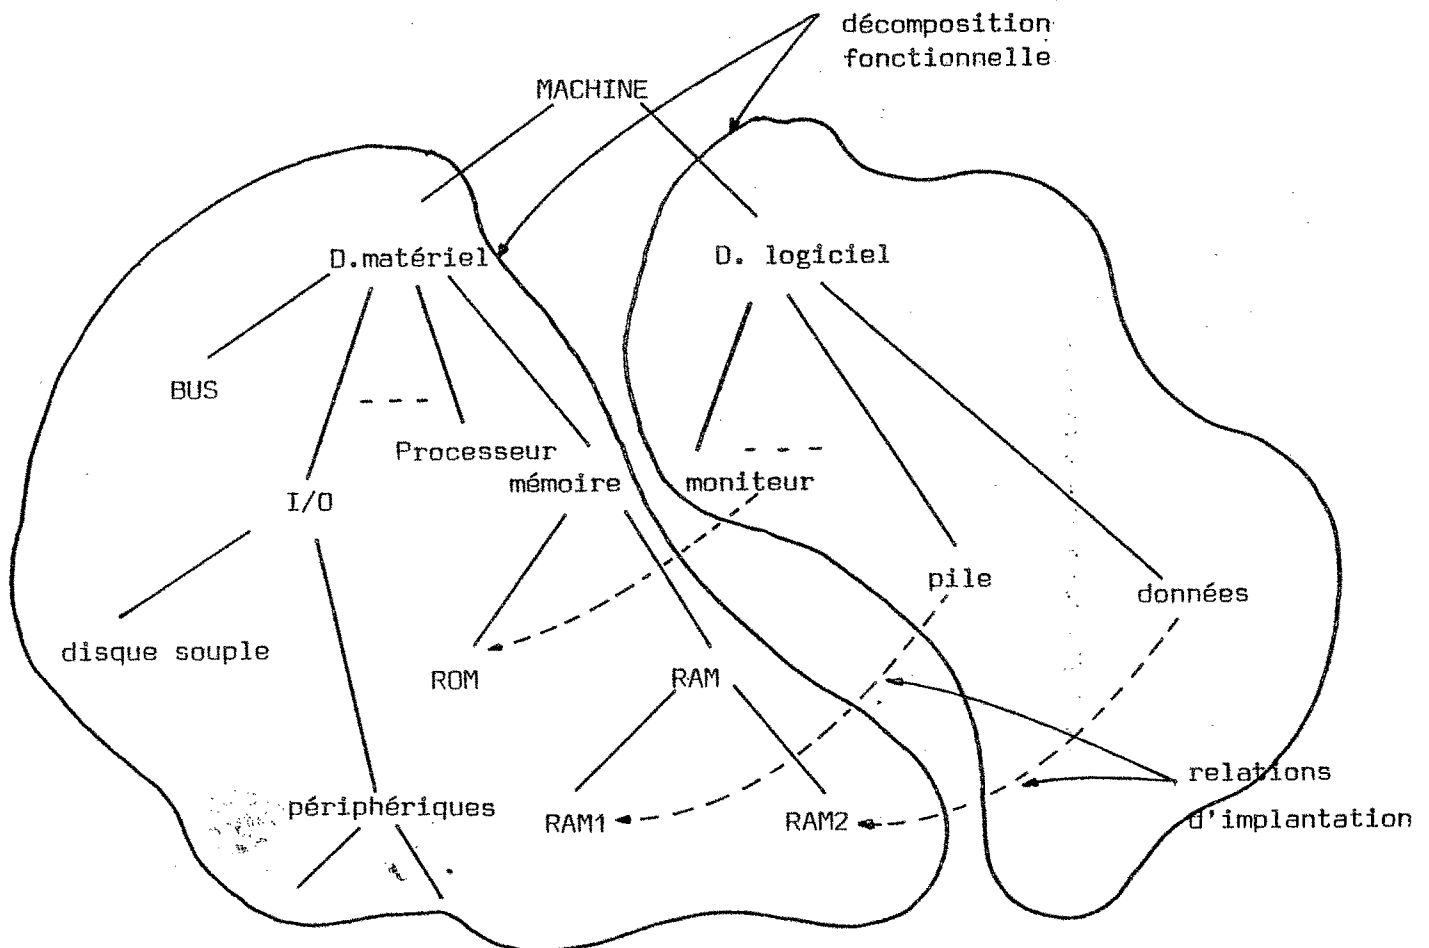 décomposition
fonctionnelle
MACHINE
D.matériel
D. logiciel
BUS
Processeur
mémoire
moniteur
I/O
pile
données
disque souple
ROM
RAM
relations
périphériques
RAM1
RAM2
d'implantation